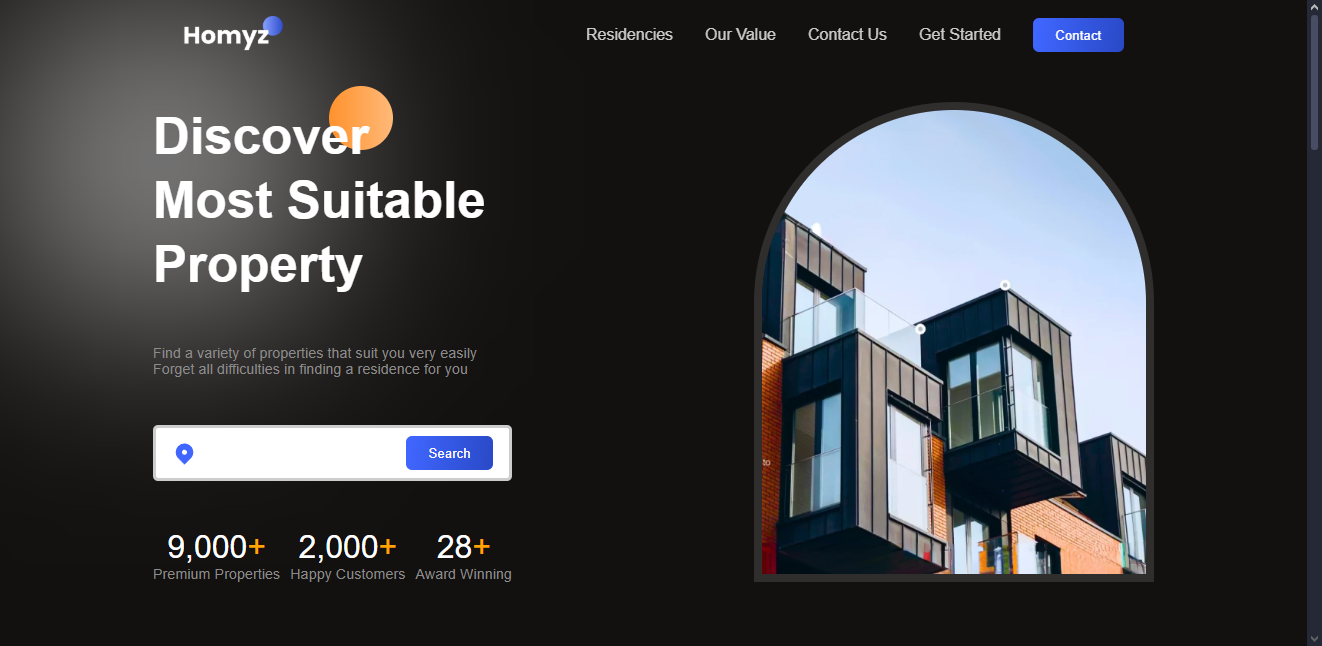 Homyz
Residencies
Our Value
Contact Us
Get Started
Contact
Discover
Most Suitable
Property
Find a variety of properties that suit you very easily
Forget all difficulties in finding a residence for you
Search
9,000+
2,000+
28+
Premium Properties
Happy Customers
Award Winning
to